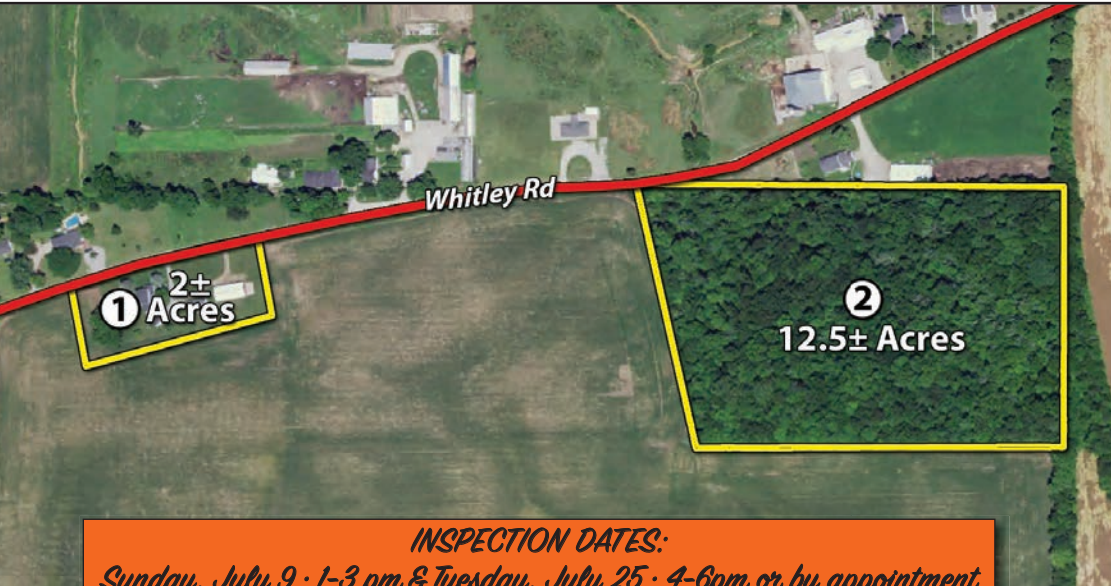 Whitley Rd
1
2±
Acres
2
12.5± Acres
INSPECTION DATES:
Sunday, July 9 · 1-3 pm & Tuesday, July 25 · 4-6pm or by appointment